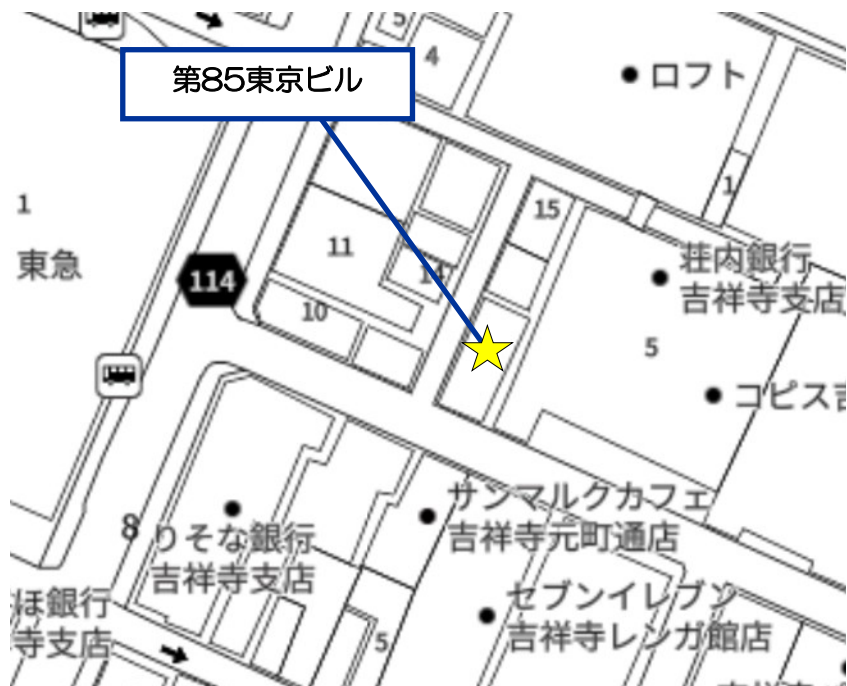 5
4
第85東京ビル
ロフト
1
15
1
東急
11
14
114
10
荘内銀行
吉祥寺支店
5
コピス吉
サンマルクカフェ
吉祥寺元町通店
8
りそな銀行
吉祥寺支店
ほ銀行
寺支店
セブンイレブン
吉祥寺レンガ館店
5